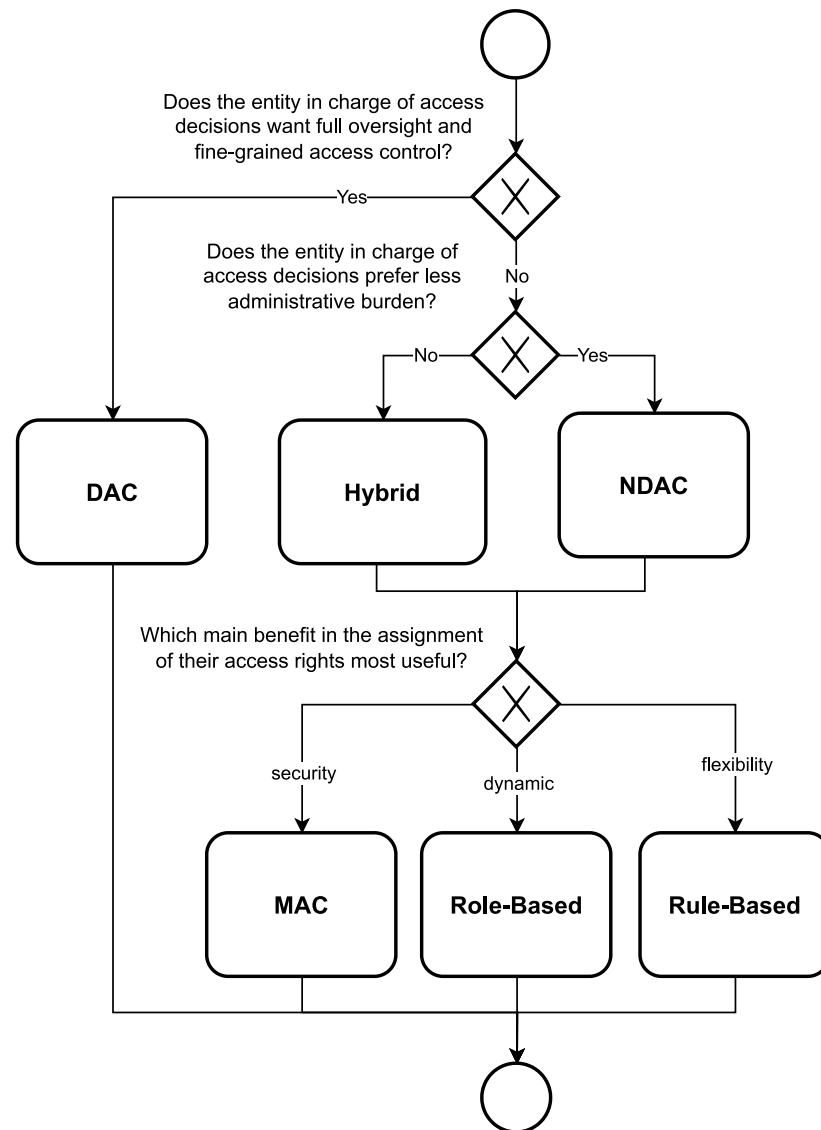 Does the entity in charge of access
decisions want full oversight and
fine-grained access control?
Yes
Does the entity in charge of
access decisions prefer less
administrative burden?
No
No
Yes
DAC
Hybrid
NDAC
Which main benefit in the assignment
of their access rights most useful?
security
dynamic
flexibility
MAC
Role-Based
Rule-Based